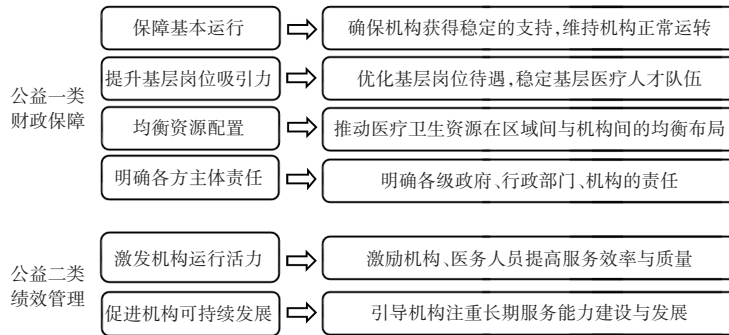 公益一类
财政保障
保障基本运行
确保机构获得稳定的支持,维持机构正常运转
提升基层岗位吸引力
优化基层岗位待遇,稳定基层医疗人才队伍
均衡资源配置
推动医疗卫生资源在区域间与机构间的均衡布局
明确各方主体责任
明确各级政府、行政部门、机构的责任
公益二类
绩效管理
激发机构运行活力
激励机构、医务人员提高服务效率与质量
促进机构可持续发展
引导机构注重长期服务能力建设与发展